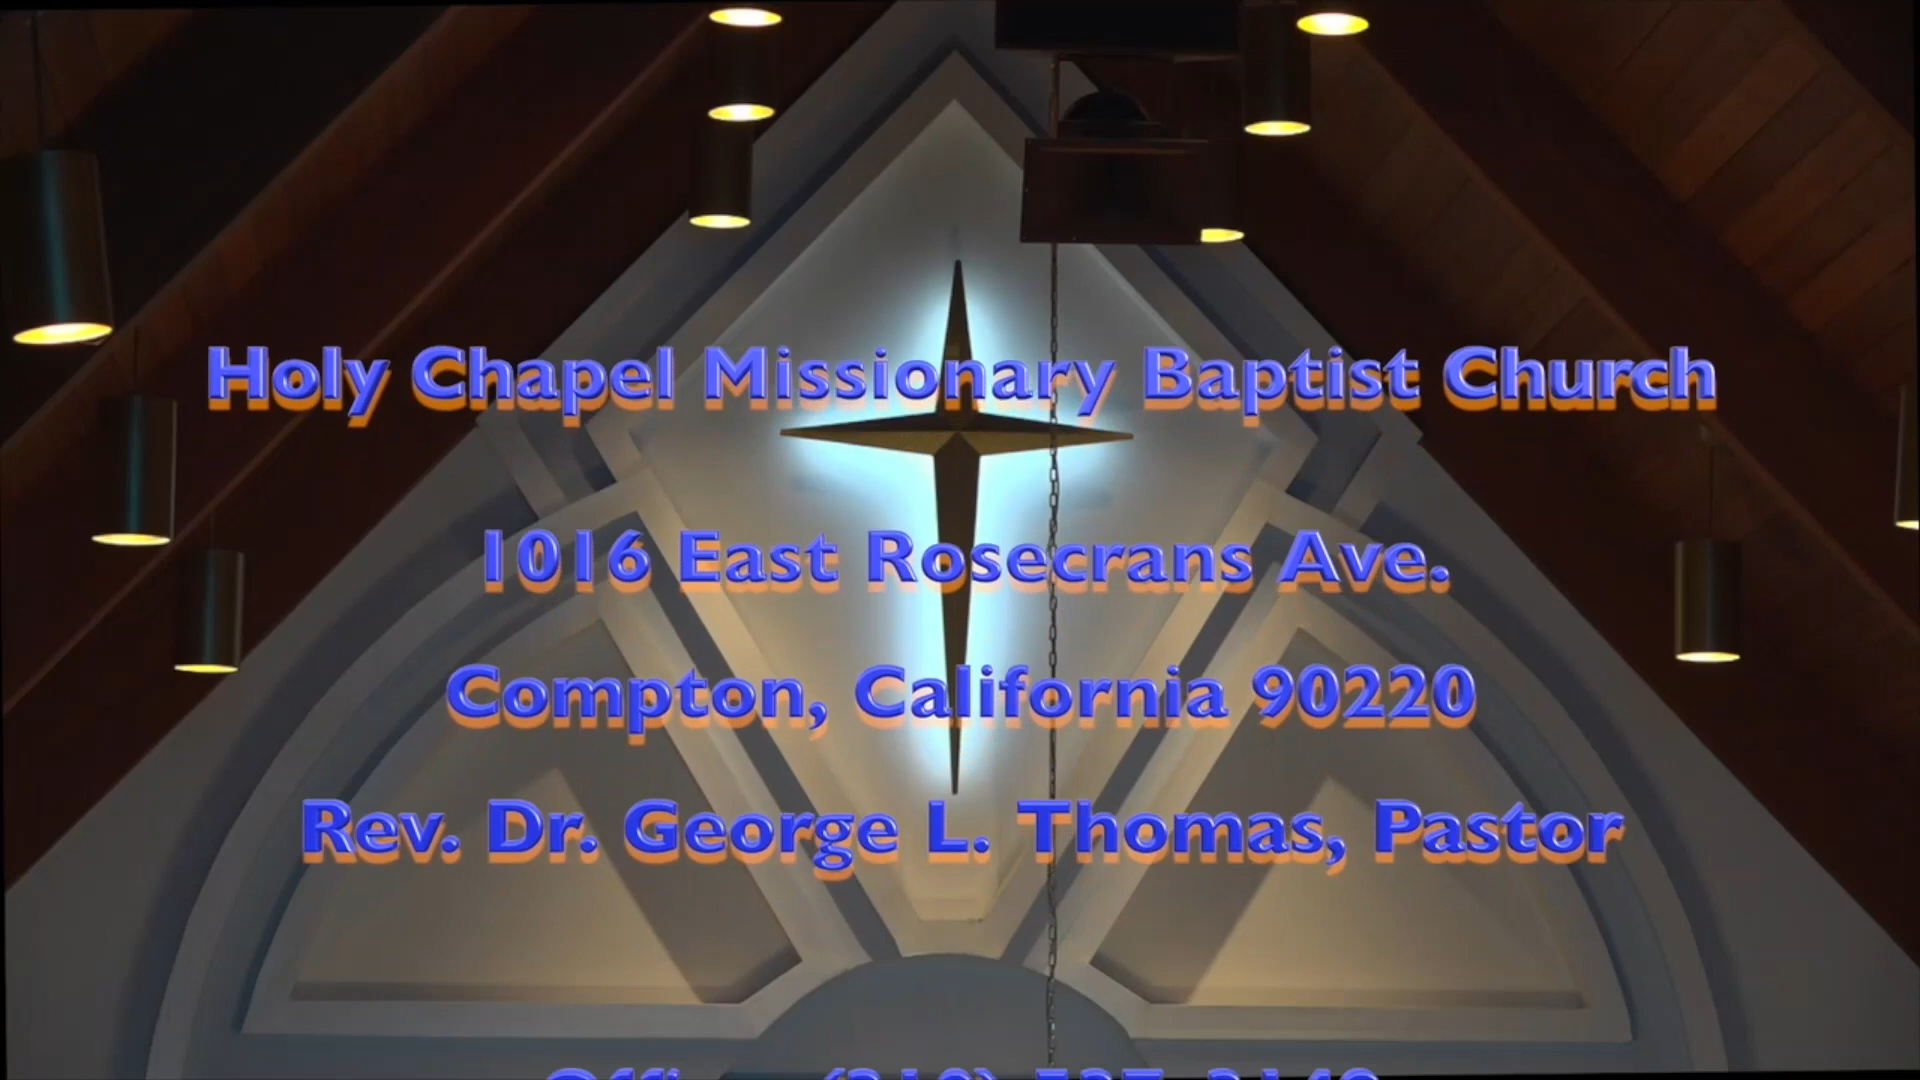 Holy Chapel Missionary Baptist Church
1016 East Rosecrans Ave.
Compton, California 90220
Rev. Dr. George L. Thomas, Pastor